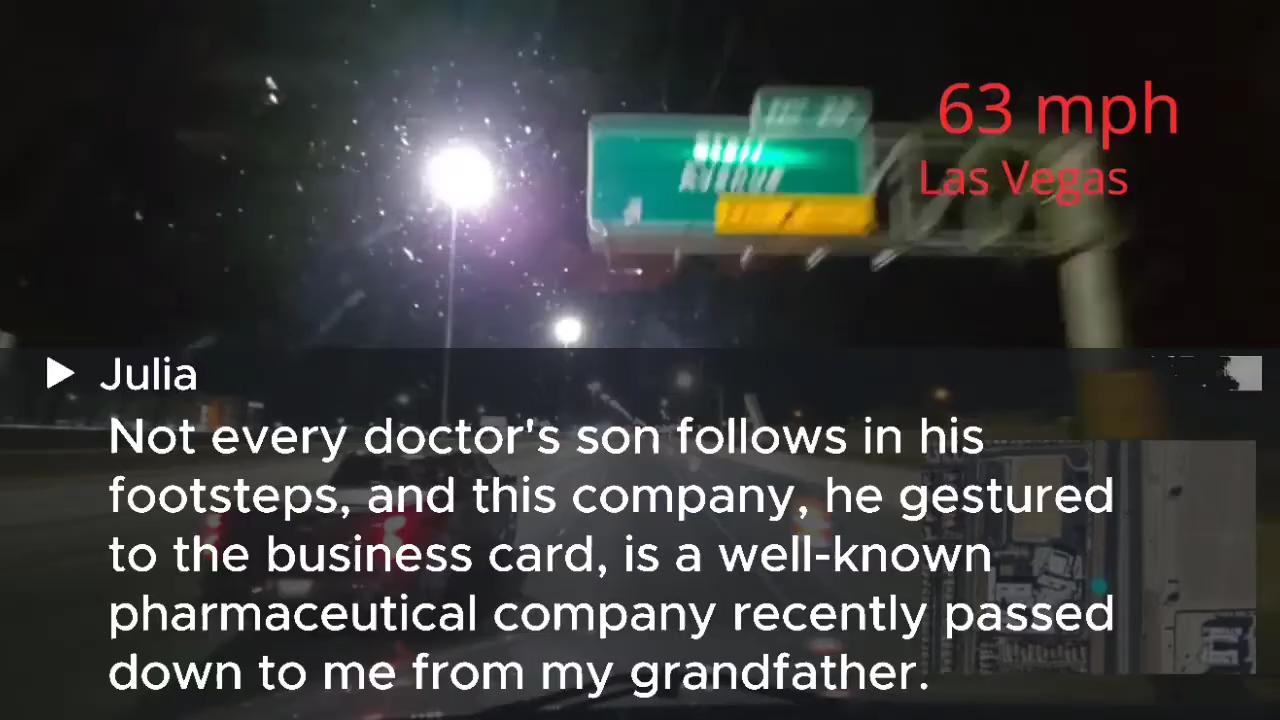 63 mph
Las Vegas
Avenue
Julia
Not every doctor's son follows in his
footsteps, and this company, he gestured
to the business card, is a well-known
pharmaceutical company recently passed
down to me from my grandfather.